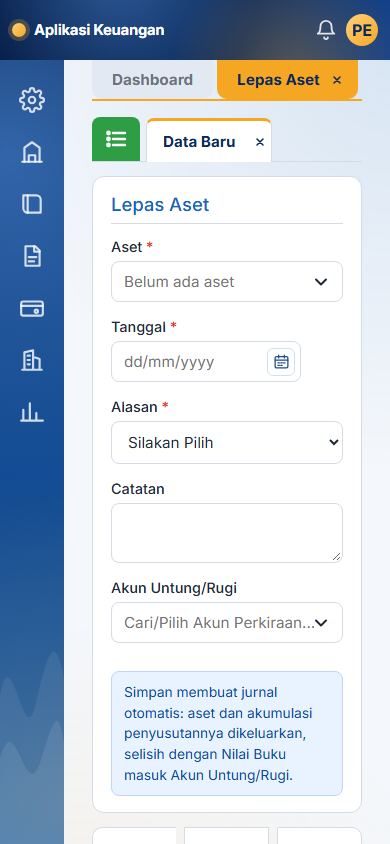 Aplikasi Keuangan
PE
Dashboard
Lepas Aset ×
Data Baru ×
Lepas Aset
Aset *
Belum ada aset
Tanggal *
dd/mm/yyyy
Alasan *
Silakan Pilih
Catatan
Akun Untung/Rugi
Cari/Pilih Akun Perkiraan...
Simpan membuat jurnal
otomatis: aset dan akumulasi
penyusutannya dikeluarkan,
selisih dengan Nilai Buku
masuk Akun Untung/Rugi.